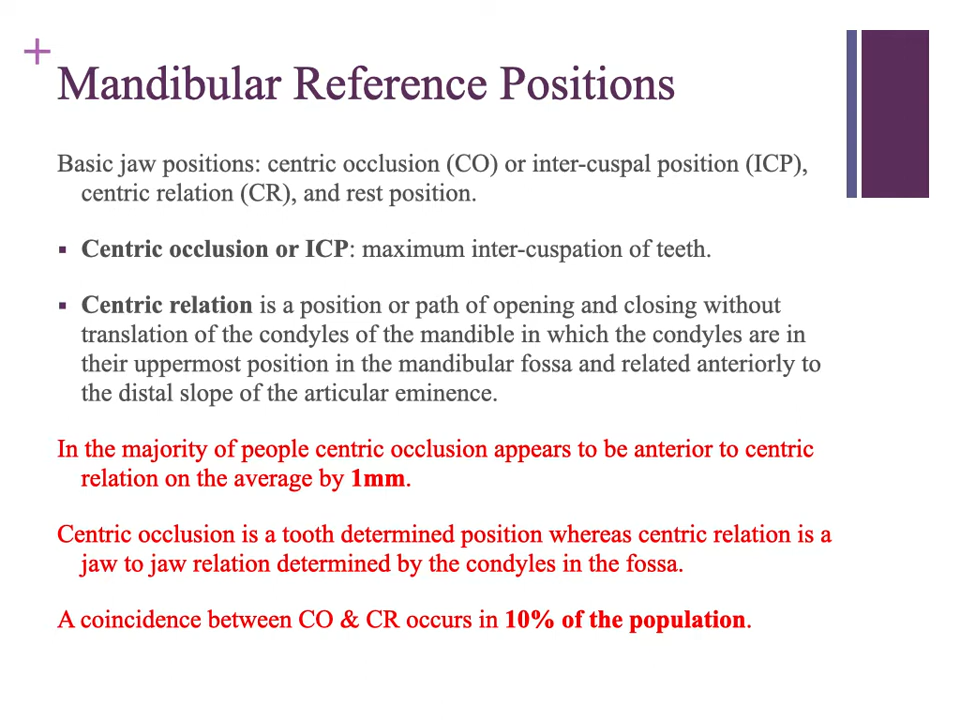 +
Mandibular Reference Positions
Basic jaw positions: centric occlusion (CO) or inter-cuspal position (ICP),
centric relation (CR), and rest position.
▪ Centric occlusion or ICP: maximum inter-cuspation of teeth.
▪ Centric relation is a position or path of opening and closing without
translation of the condyles of the mandible in which the condyles are in
their uppermost position in the mandibular fossa and related anteriorly to
the distal slope of the articular eminence.
In the majority of people centric occlusion appears to be anterior to centric
relation on the average by 1mm.
Centric occlusion is a tooth determined position whereas centric relation is a
jaw to jaw relation determined by the condyles in the fossa.
A coincidence between CO & CR occurs in 10% of the population.